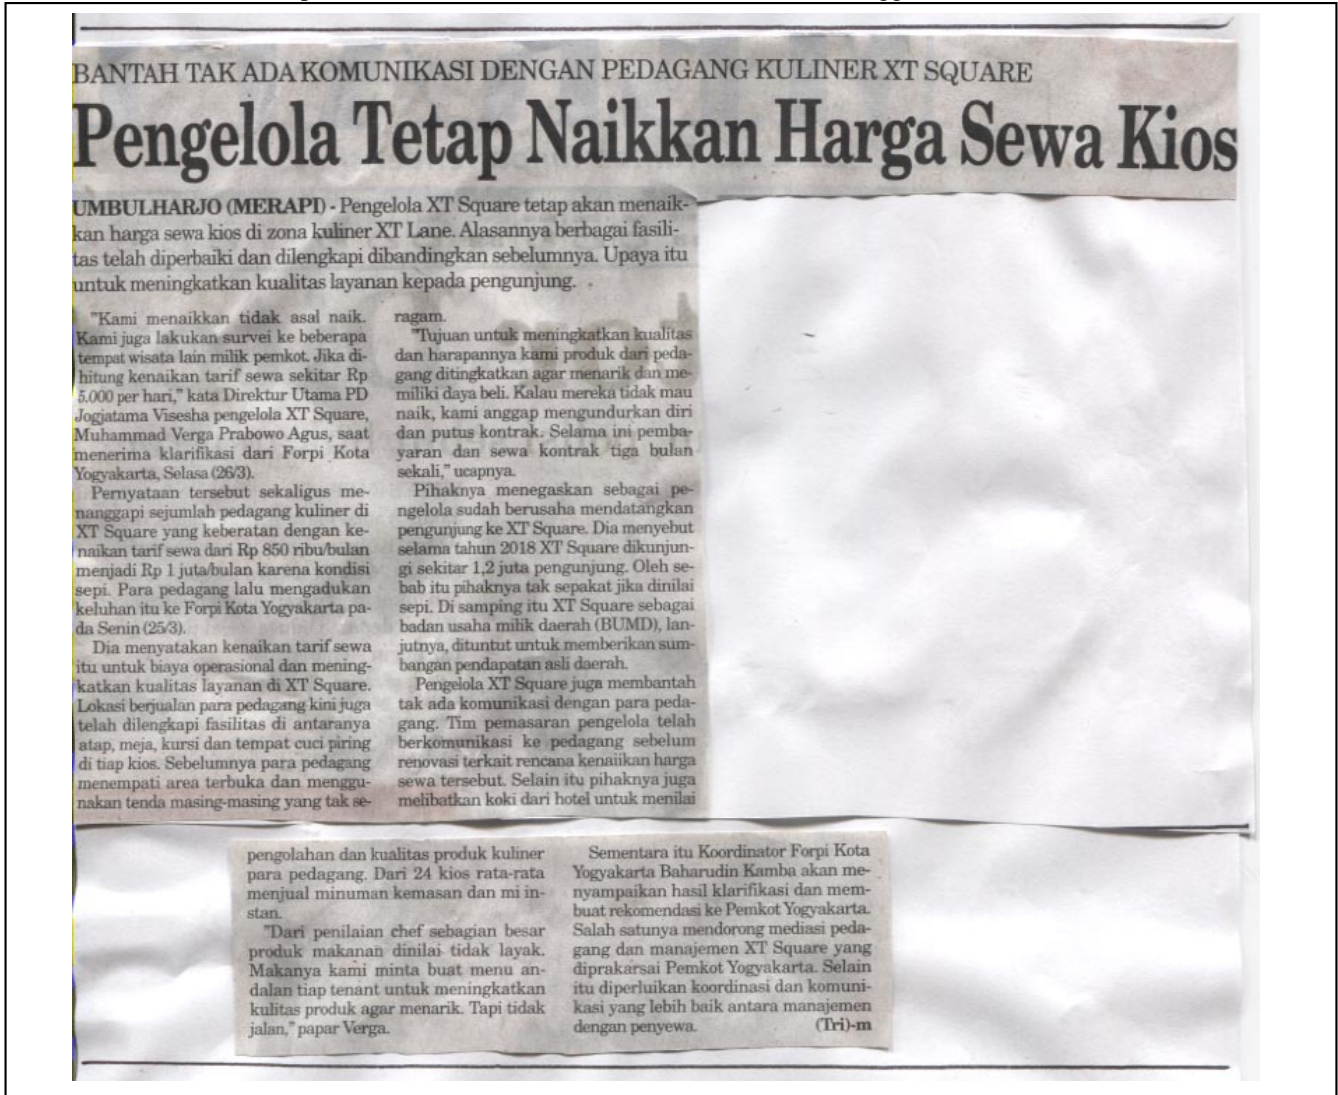 BANTAH TAK ADA KOMUNIKASI DENGAN PEDAGANG KULINER XT SQUARE
Pengelola Tetap Naikkan Harga Sewa Kios
UMBULHARJO (MERAPI) - Pengelola XT Square tetap akan menaik-
kan harga sewa kios di zona kuliner XT Lane. Alasannya berbagai fasili-
tas telah diperbaiki dan dilengkapi dibandingkan sebelumnya. Upaya itu
untuk meningkatkan kualitas layanan kepada pengunjung.
"Kami menaikkan tidak asal naik.
Kami juga lakukan survei ke beberapa
tempat wisata lain milik pemkot. Jika di-
hitung kenaikan tarif sewa sekitar Rp
5.000 per hari," kata Direktur Utama PD
Jogjatama Visesha pengelola XT Square,
Muhammad Verga Prabowo Agus, saat
menerima klarifikasi dari Forpi Kota
Yogyakarta, Selasa (26/3).
Pernyataan tersebut sekaligus me-
nanggapi sejumlah pedagang kuliner di
XT Square yang keberatan dengan ke-
naikan tarif sewa dari Rp 850 ribu/bulan
menjadi Rp 1 juta/bulan karena kondisi
sepi. Para pedagang lalu mengadukan
keluhan itu ke Forpi Kota Yogyakarta pa-
da Senin (25/3).
Dia menyatakan kenaikan tarif sewa
itu untuk biaya operasional dan mening-
katkan kualitas layanan di XT Square.
Lokasi berjualan para pedagang kini juga
telah dilengkapi fasilitas di antaranya
atap, meja, kursi dan tempat cuci piring
di tiap kios. Sebelumnya para pedagang
menempati area terbuka dan menggu-
nakan tenda masing-masing yang tak se-
ragam.
"Tujuan untuk meningkatkan kualitas
dan harapannya kami produk dari peda-
gang ditingkatkan agar menarik dan me-
miliki daya beli. Kalau mereka tidak mau
naik, kami anggap mengundurkan diri
dan putus kontrak. Selama ini pemba-
yaran dan sewa kontrak tiga bulan
sekali," ucapnya.
Pihaknya menegaskan sebagai pe-
ngelola sudah berusaha mendatangkan
pengunjung ke XT Square. Dia menyebut
selama tahun 2018 XT Square dikunjun-
gi sekitar 1,2 juta pengunjung. Oleh se-
bab itu pihaknya tak sepakat jika dinilai
sepi. Di samping itu XT Square sebagai
badan usaha milik daerah (BUMD), lan-
jutnya, dituntut untuk memberikan sum-
bangan pendapatan asli daerah.
Pengelola XT Square juga membantah
tak ada komunikasi dengan para peda-
gang. Tim pemasaran pengelola telah
berkomunikasi ke pedagang sebelum
renovasi terkait rencana kenaiikan harga
sewa tersebut. Selain itu pihaknya juga
melibatkan koki dari hotel untuk menilai
pengolahan dan kualitas produk kuliner
para pedagang. Dari 24 kios rata-rata
menjual minuman kemasan dan mi in-
stan.
"Dari penilaian chef sebagian besar
produk makanan dinilai tidak layak.
Makanya kami minta buat menu an-
dalan tiap tenant untuk meningkatkan
kulitas produk agar menarik. Tapi tidak
jalan," papar Verga.
Sementara itu Koordinator Forpi Kota
Yogyakarta Baharudin Kamba akan me-
nyampaikan hasil klarifikasi dan mem-
buat rekomendasi ke Pemkot Yogyakarta.
Salah satunya mendorong mediasi peda-
gang dan manajemen XT Square yang
diprakarsai Pemkot Yogyakarta. Selain
itu diperluikan koordinasi dan komuni-
kasi yang lebih baik antara manajemen
dengan penyewa. (Tri)-m